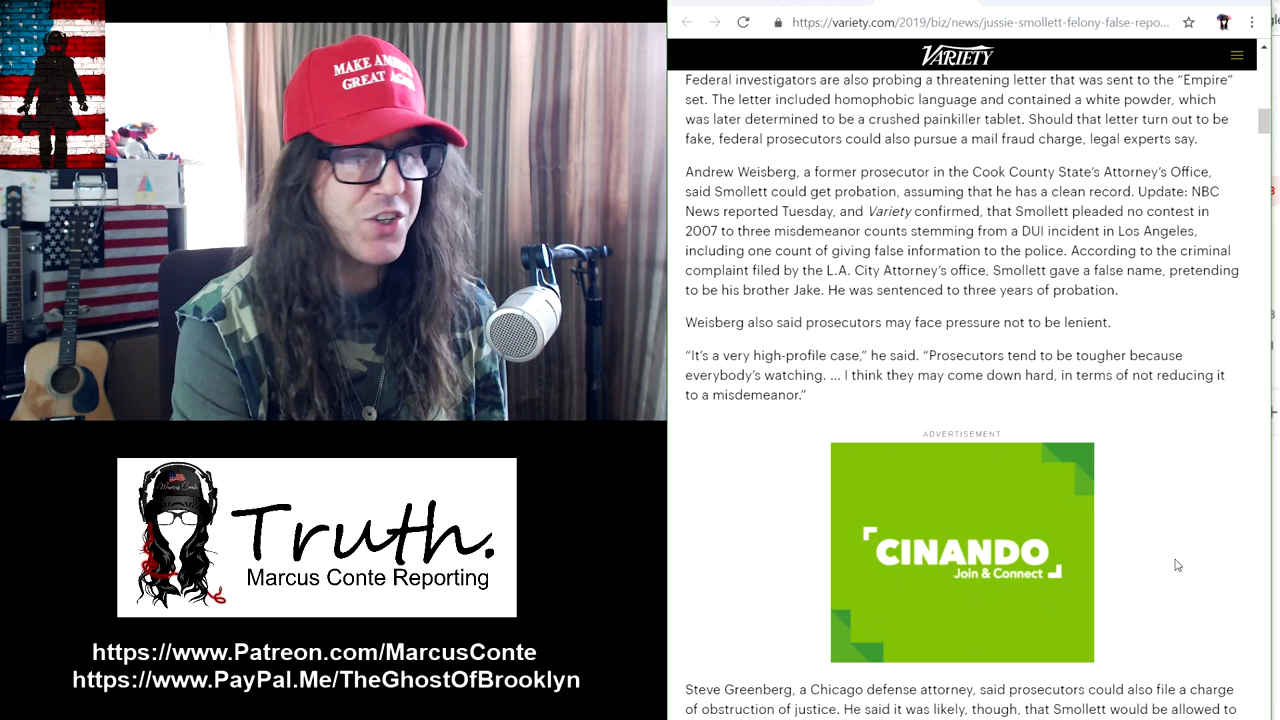 https://variety.com/2019/biz/news/jussie-smollett-felony-false-repo...
VARIETY
MAKE AMERICA
GREAT AGAIN
Federal investigators are also probing a threatening letter that was sent to the “Empire”
set. The letter included homophobic language and contained a white powder, which
was later determined to be a crushed painkiller tablet. Should that letter turn out to be
fake, federal prosecutors could also pursue a mail fraud charge, legal experts say.
Andrew Weisberg, a former prosecutor in the Cook County State’s Attorney’s Office,
said Smollett could get probation, assuming that he has a clean record. Update: NBC
News reported Tuesday, and Variety confirmed, that Smollett pleaded no contest in
2007 to three misdemeanor counts stemming from a DUI incident in Los Angeles,
including one count of giving false information to the police. According to the criminal
complaint filed by the L.A. City Attorney’s office, Smollett gave a false name, pretending
to be his brother Jake. He was sentenced to three years of probation.
Weisberg also said prosecutors may face pressure not to be lenient.
“It’s a very high-profile case,” he said. “Prosecutors tend to be tougher because
everybody’s watching. ... I think they may come down hard, in terms of not reducing it
to a misdemeanor.”
ADVERTISEMENT
CINANDO
Join & Connect
Steve Greenberg, a Chicago defense attorney, said prosecutors could also file a charge
of obstruction of justice. He said it was likely, though, that Smollett would be allowed to
Marcus Conte
Truth.
Marcus Conte Reporting
https://www.Patreon.com/MarcusConte
https://www.PayPal.Me/TheGhostOfBrooklyn